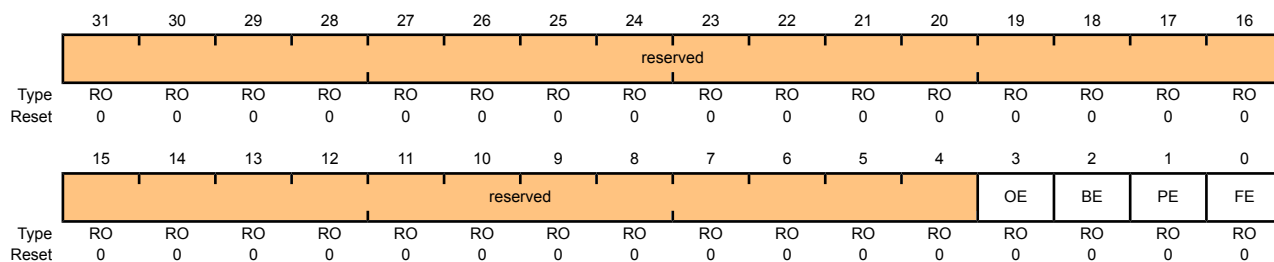 31 30 29 28 27 26 25 24 23 22 21 20 19 18 17 16
reserved
Type RO RO RO RO RO RO RO RO RO RO RO RO RO RO RO RO
Reset 0 0 0 0 0 0 0 0 0 0 0 0 0 0 0 0
15 14 13 12 11 10 9 8 7 6 5 4 3 2 1 0
reserved OE BE PE FE
Type RO RO RO RO RO RO RO RO RO RO RO RO RO RO RO RO
Reset 0 0 0 0 0 0 0 0 0 0 0 0 0 0 0 0